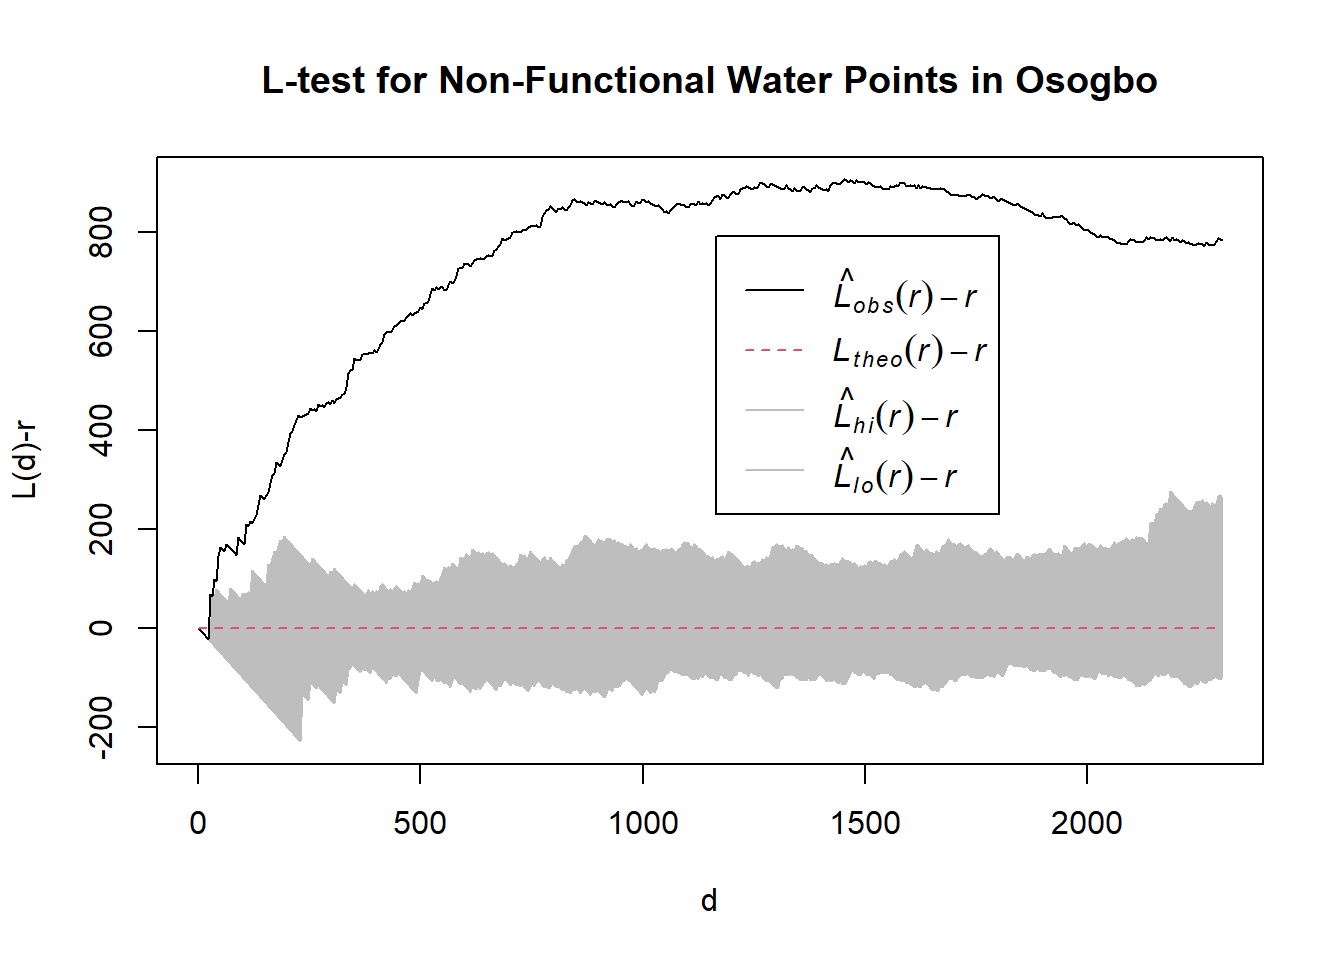 L-test for Non-Functional Water Points in Osogbo
L(d)-r
800
600
400
200
0
-200
L̂obs(r) – r
Ltheo(r) – r
L̂hi(r) – r
L̂lo(r) – r
0 500 1000 1500 2000
d